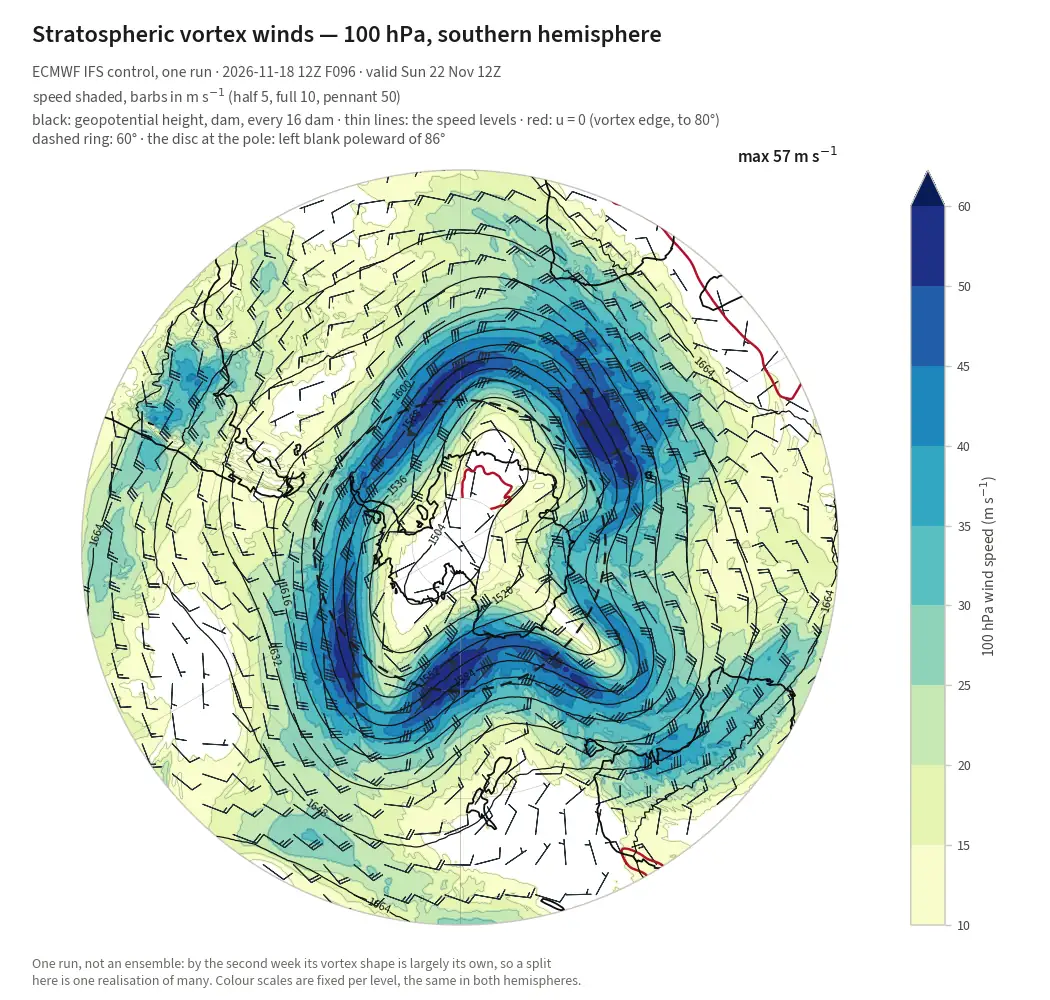 Stratospheric vortex winds — 100 hPa, southern hemisphere
ECMWF IFS control, one run · 2026-11-18 12Z F096 · valid Sun 22 Nov 12Z
speed shaded, barbs in m s⁻¹ (half 5, full 10, pennant 50)
black: geopotential height, dam, every 16 dam · thin lines: the speed levels · red: u = 0 (vortex edge, to 80°)
dashed ring: 60° · the disc at the pole: left blank poleward of 86°
max 57 m s⁻¹
60
50
45
40
35
30
25
20
15
10
100 hPa wind speed (m s⁻¹)
1664
1600
1536
1504
1664
1520
1616
1664
1632
1648
1664
One run, not an ensemble: by the second week its vortex shape is largely its own, so a split
here is one realisation of many. Colour scales are fixed per level, the same in both hemispheres.